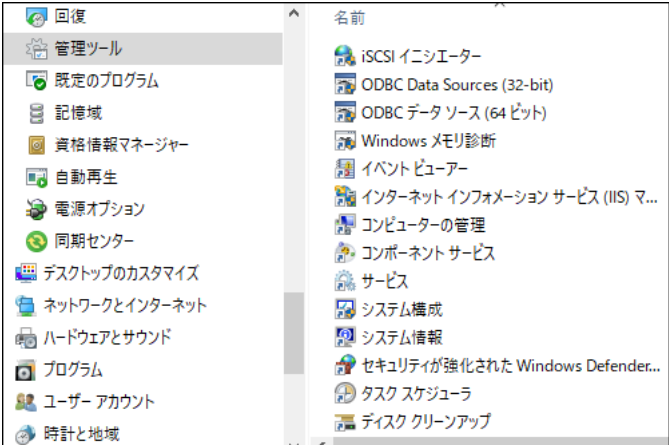 回復
管理ツール
既定のプログラム
記憶域
資格情報マネージャー
自動再生
電源オプション
同期センター
デスクトップのカスタマイズ
ネットワークとインターネット
ハードウェアとサウンド
プログラム
ユーザー アカウント
時計と地域
名前
iSCSI イニシエーター
ODBC Data Sources (32-bit)
ODBC データ ソース (64 ビット)
Windows メモリ診断
イベント ビューアー
インターネット インフォメーション サービス (IIS) マ...
コンピューターの管理
コンポーネント サービス
サービス
システム構成
システム情報
セキュリティが強化された Windows Defender...
タスク スケジューラ
ディスク クリーンアップ